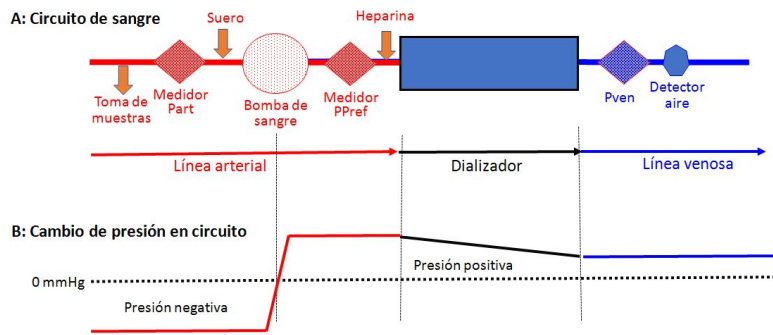 A: Circuito de sangre
Suero
Heparina
Toma de
muestras
Medidor
Part
Bomba de
sangre
Medidor
PPref
Pven
Detector
aire
Línea arterial
Dializador
Línea venosa
B: Cambio de presión en circuito
0 mmHg
Presión positiva
Presión negativa